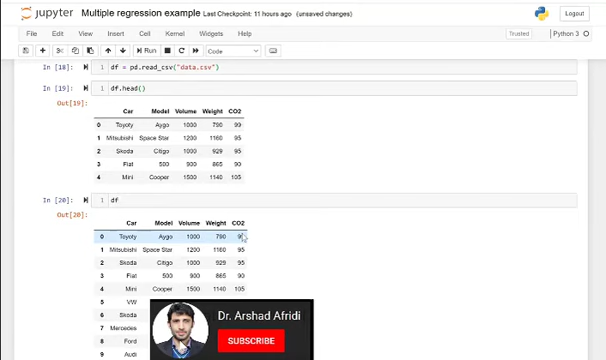 jupyter Multiple regression example Last Checkpoint: 11 hours ago (unsaved changes) Logout
File Edit View Insert Cell Kernel Widgets Help Trusted Python 3
Run Code
In [18]: 1 df = pd.read_csv("data.csv")
In [19]: 1 df.head()
Out[19]:
Car Model Volume Weight CO2
0 Toyoty Aygo 1000 790 99
1 Mitsubishi Space Star 1200 1160 95
2 Skoda Citigo 1000 929 95
3 Fiat 500 900 865 90
4 Mini Cooper 1500 1140 105
In [20]: 1 df
Out[20]:
Car Model Volume Weight CO2
0 Toyoty Aygo 1000 790
1 Mitsubishi Space Star 1200 1160 95
2 Skoda Citigo 1000 929 95
3 Fiat 500 900 865 90
4 Mini Cooper 1500 1140 105
5 VW
6 Skoda
7 Mercedes
8 Ford
9 Audi
Dr. Arshad Afridi
SUBSCRIBE